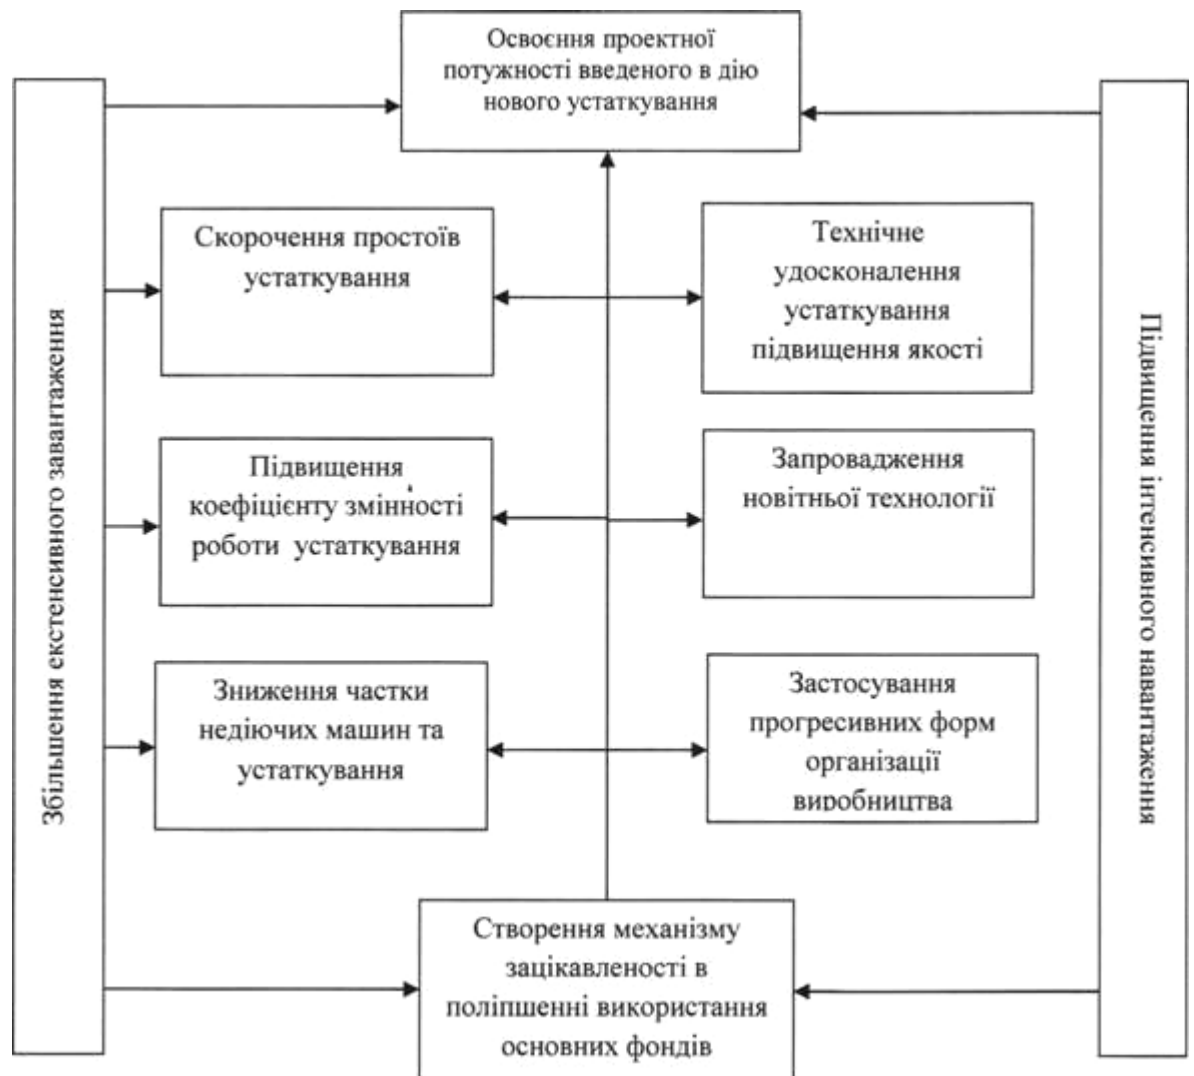 Освоєння проектної
потужності введеного в дію
нового устаткування
Збільшення екстенсивного завантаження
Скорочення простоїв
устаткування
Технічне
удосконалення
устаткування
підвищення якості
Підвищення інтенсивного навантаження
Підвищення
коефіцієнту змінності
роботи устаткування
Запровадження
новітньої технології
Зниження частки
недіючих машин та
устаткування
Застосування
прогресивних форм
організації
виробництва
Створення механізму
зацікавленості в
поліпшенні використання
основних фондів